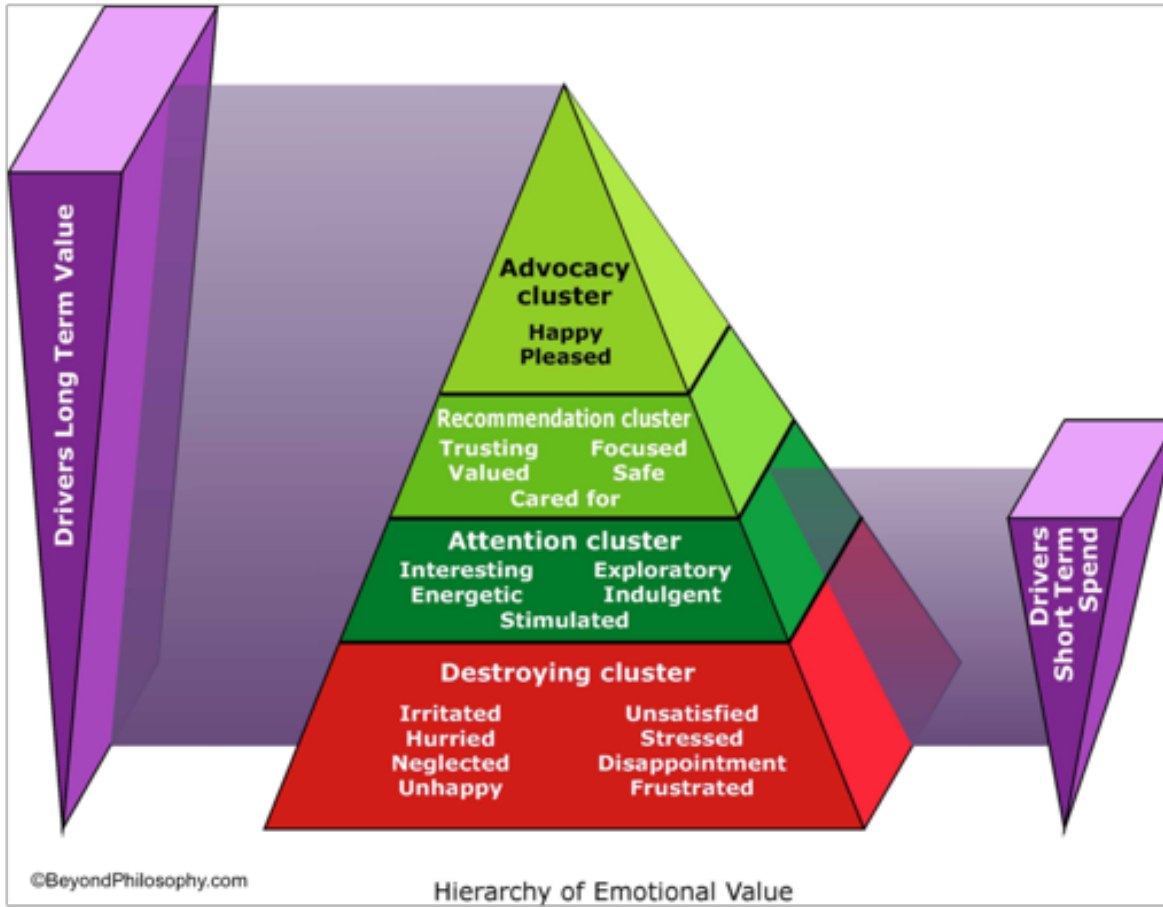 Drivers Long Term Value
Advocacy
cluster
Happy
Pleased
Recommendation cluster
Trusting Focused
Valued Safe
Cared for
Attention cluster
Interesting Exploratory
Energetic Indulgent
Stimulated
Destroying cluster
Irritated Unsatisfied
Hurried Stressed
Neglected Disappointment
Unhappy Frustrated
Drivers
Short Term
Spend
©BeyondPhilosophy.com
Hierarchy of Emotional Value